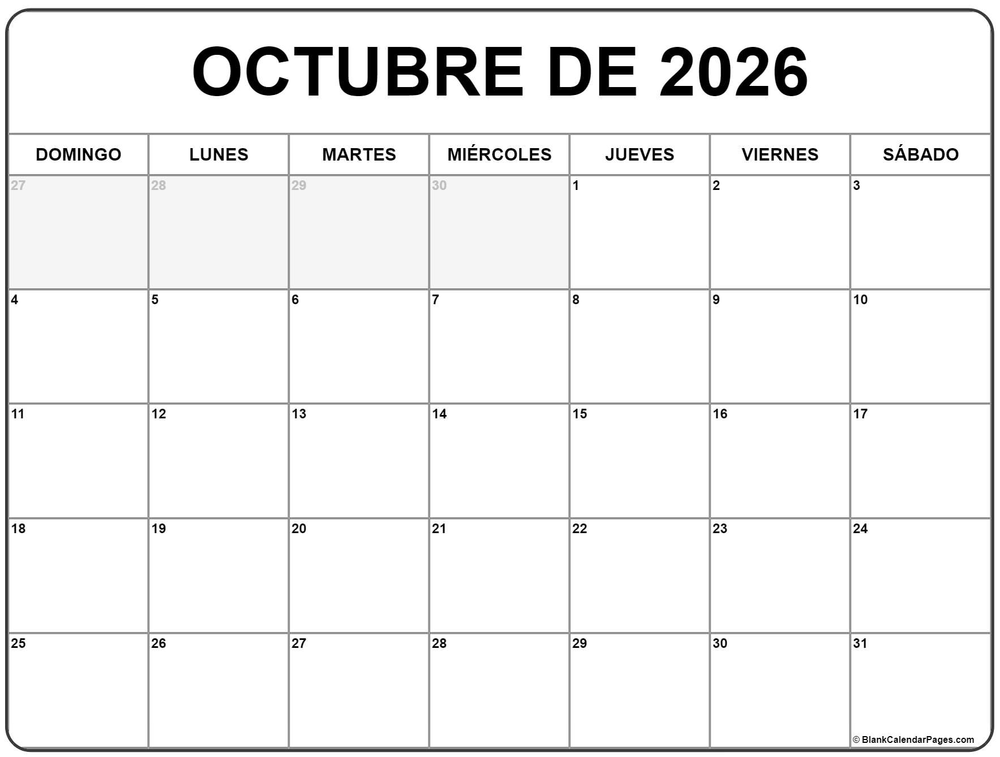 OCTUBRE DE 2026
DOMINGO LUNES MARTES MIÉRCOLES JUEVES VIERNES SÁBADO
27 28 29 30 1 2 3
4 5 6 7 8 9 10
11 12 13 14 15 16 17
18 19 20 21 22 23 24
25 26 27 28 29 30 31
© BlankCalendarPages.com